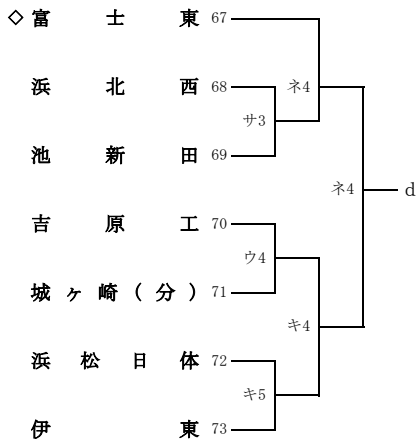 ◇ 富士東 67
ネ4
浜北西 68
サ3
池新田 69
ネ4 d
吉原工 70
ウ4
城ヶ崎(分) 71
キ4
浜松日体 72
キ5
伊東 73